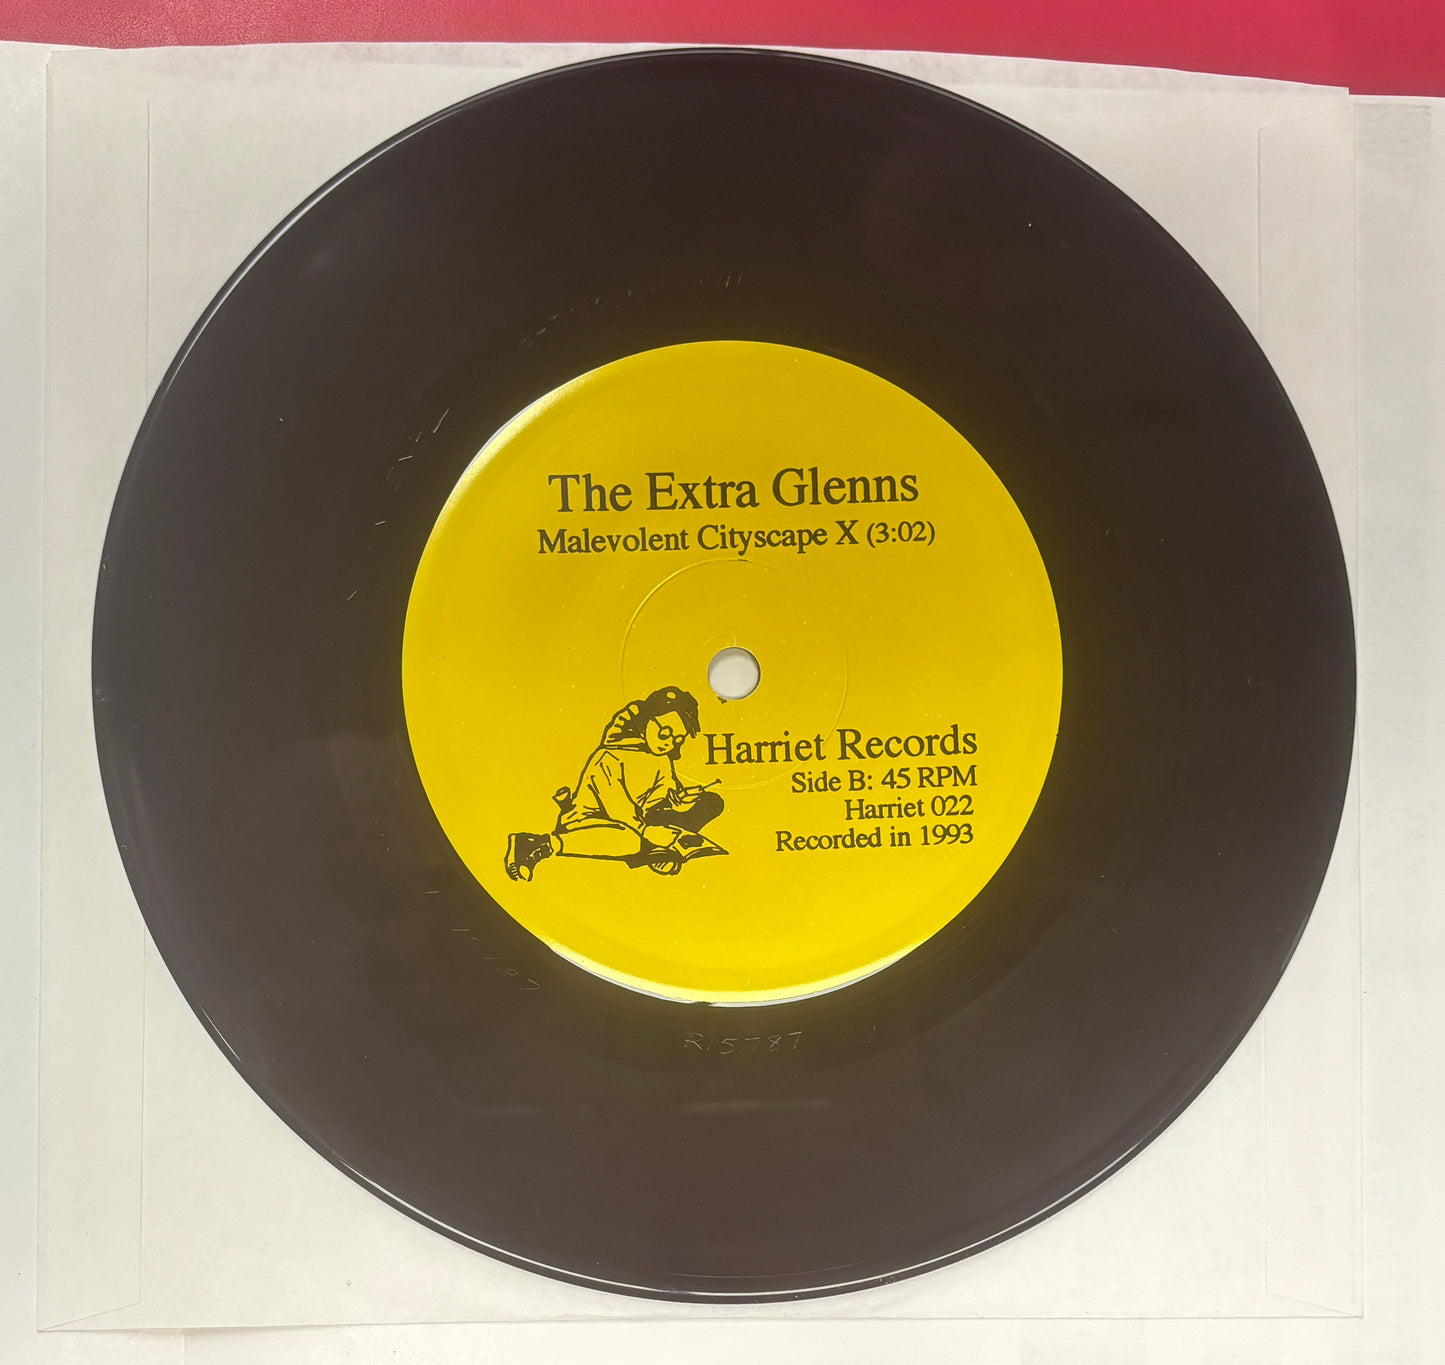 The Extra Glenns
Malevolent Cityscape X (3:02)
Harriet Records
Side B: 45 RPM
Harriet 022
Recorded in 1993
R15787